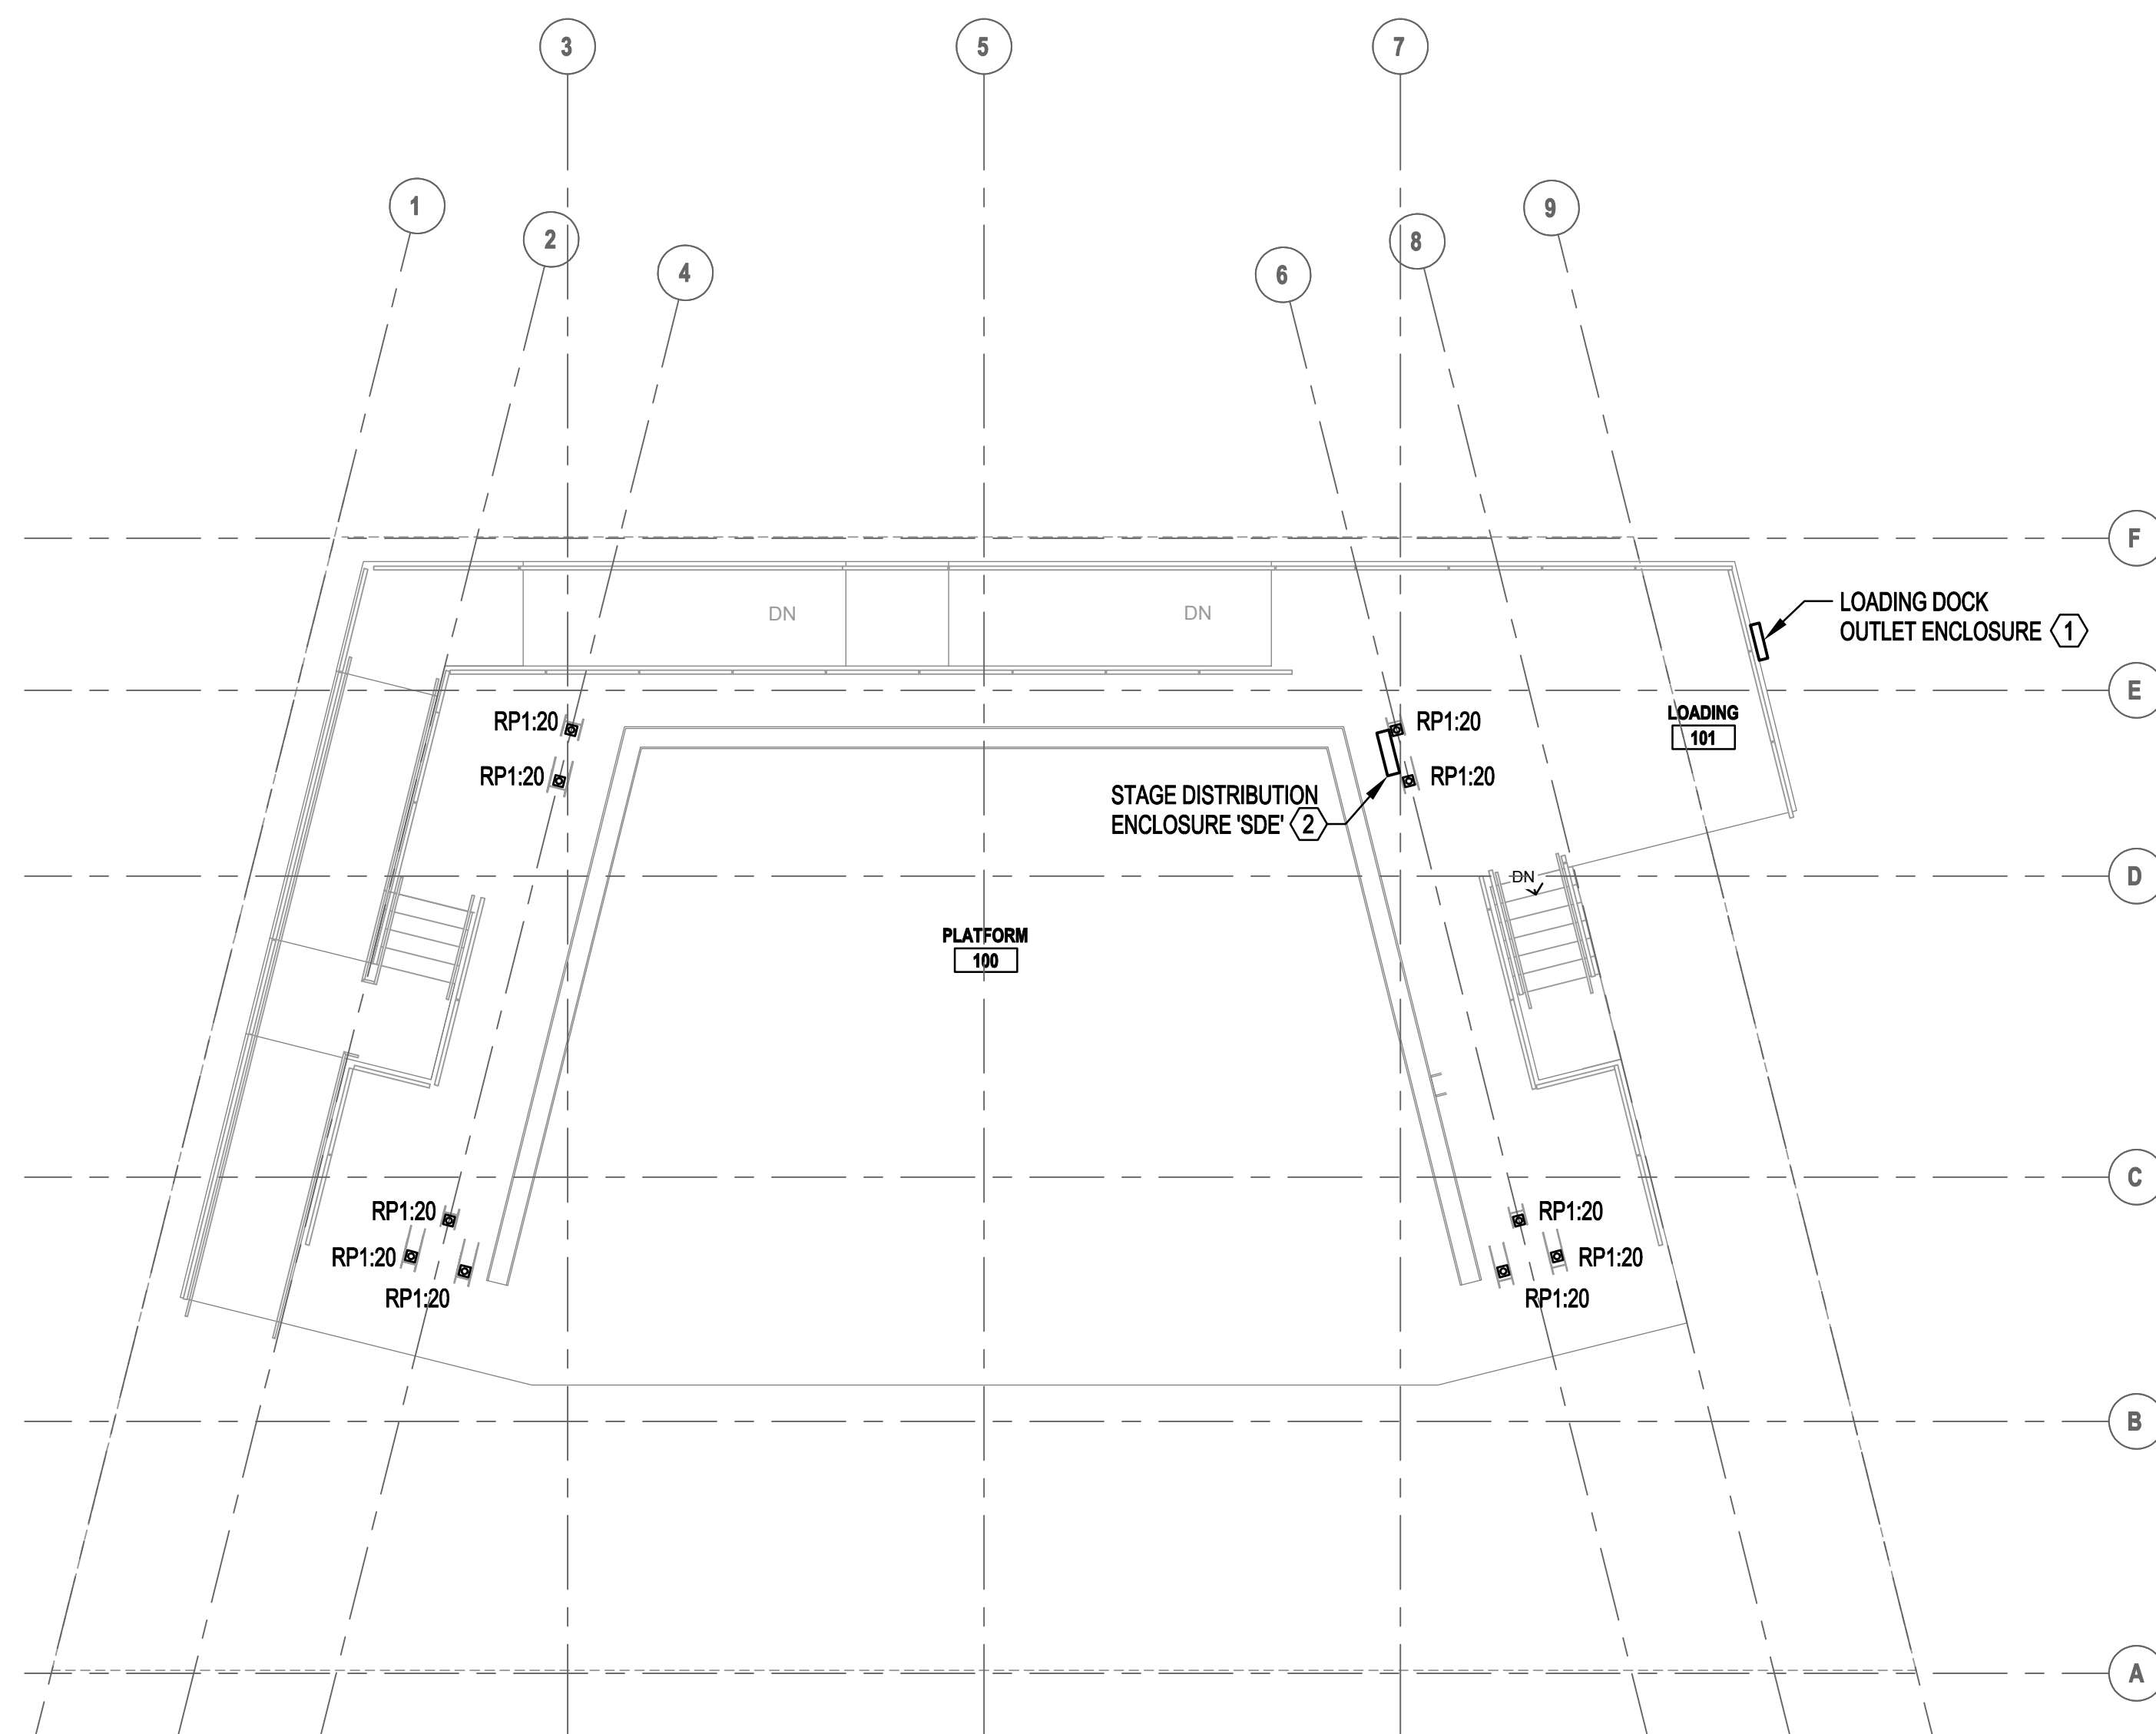 3
5
7
1
2
4
6
8
9
F
DN
DN
LOADING DOCK
OUTLET ENCLOSURE 1
E
RP1:20
RP1:20
LOADING
101
RP1:20
RP1:20
STAGE DISTRIBUTION
ENCLOSURE 'SDE' 2
D
DN
PLATFORM
100
C
RP1:20
RP1:20
RP1:20
RP1:20
RP1:20
RP1:20
B
A